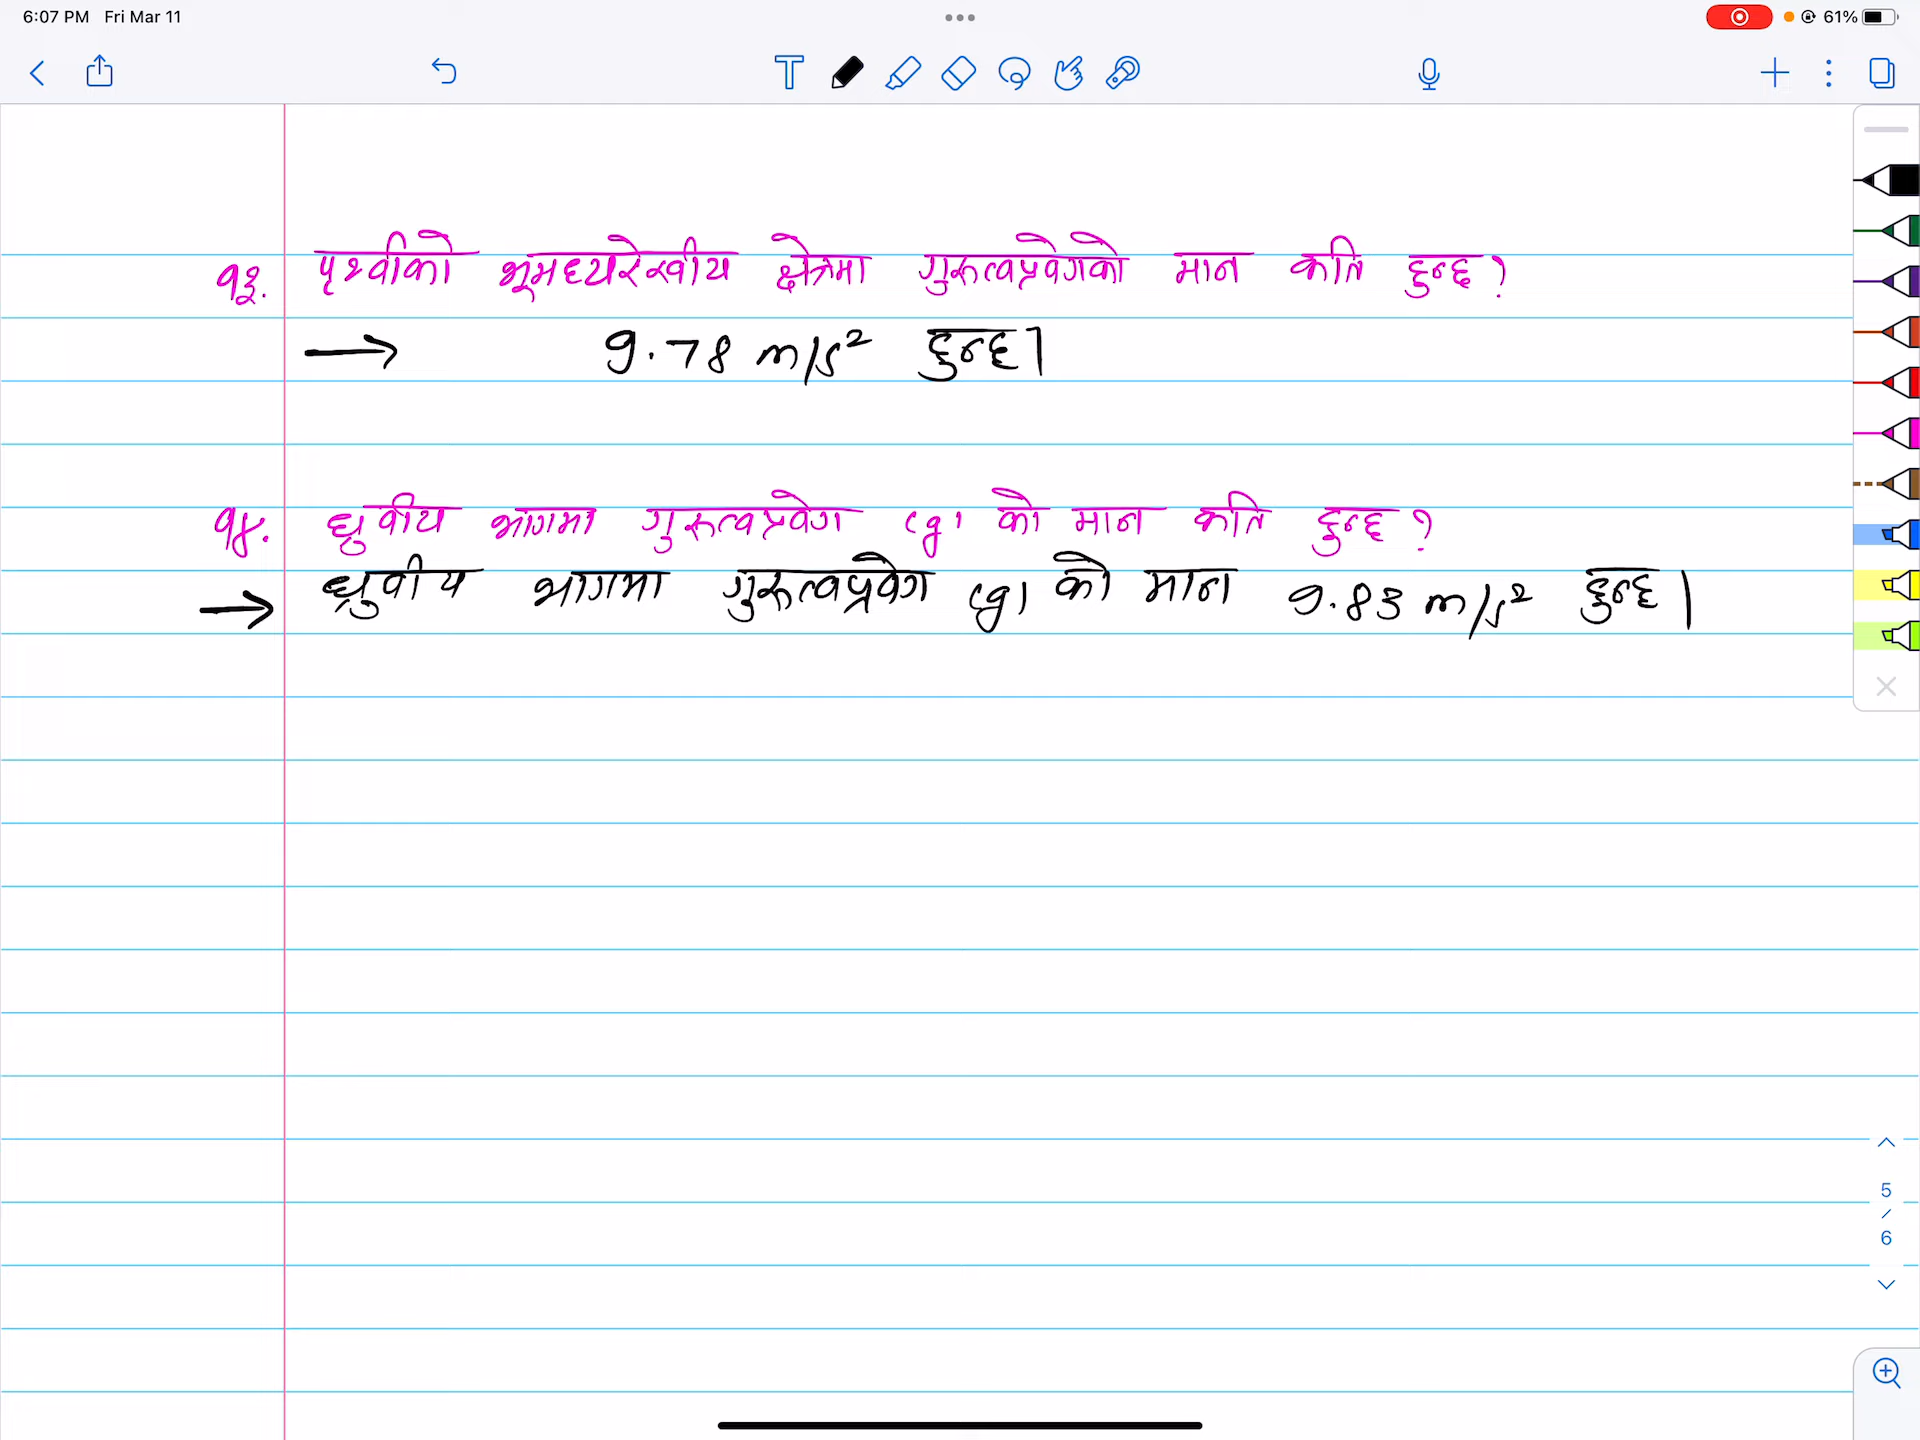 6:07 PM Fri Mar 11
61%
१३. पृथ्वीको भूमध्यरेखीय क्षेत्रमा गुरुत्वप्रवेगको मान कति हुन्छ ?
→ 9.78 m/s² हुन्छ।
१४. ध्रुवीय भागमा गुरुत्वप्रवेग (g) को मान कति हुन्छ ?
→ ध्रुवीय भागमा गुरुत्वप्रवेग (g) को मान 9.83 m/s² हुन्छ।
5
/
6